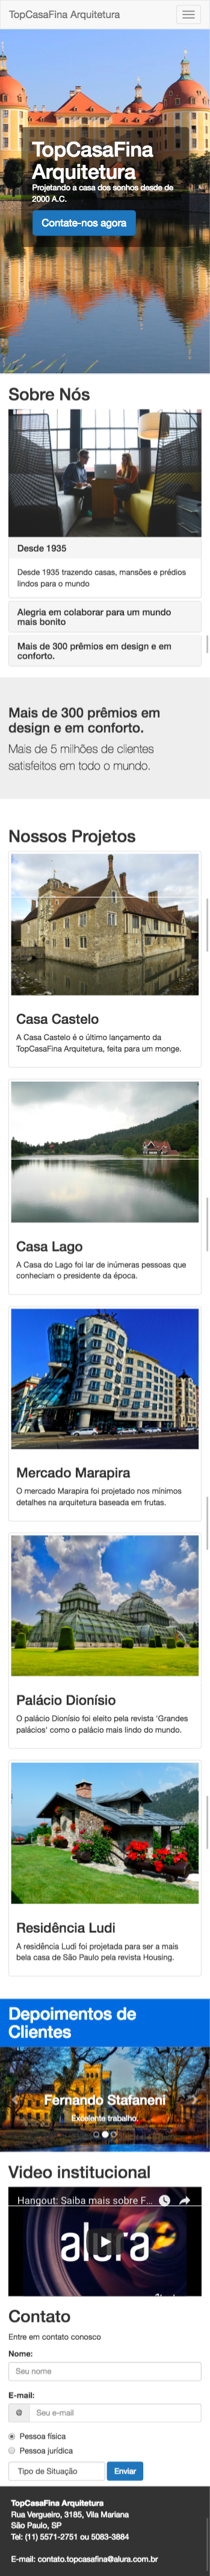 TopCasaFina Arquitetura
TopCasaFina
Arquitetura
Projetando a casa dos sonhos desde de
2000 A.C.
Contate-nos agora
Sobre Nós
Desde 1935
Desde 1935 trazendo casas, mansões e prédios
lindos para o mundo
Alegria em colaborar para um mundo
mais bonito
Mais de 300 prêmios em design e em
conforto.
Mais de 300 prêmios em
design e em conforto.
Mais de 5 milhões de clientes
satisfeitos em todo o mundo.
Nossos Projetos
Casa Castelo
A Casa Castelo é o último lançamento da
TopCasaFina Arquitetura, feita para um monge.
Casa Lago
A Casa do Lago foi lar de inúmeras pessoas que
conheciam o presidente da época.
Mercado Marapira
O mercado Marapira foi projetado nos mínimos
detalhes na arquitetura baseada em frutas.
Palácio Dionísio
O palácio Dionísio foi eleito pela revista 'Grandes
palácios' como o palácio mais lindo do mundo.
Residência Ludi
A residência Ludi foi projetada para ser a mais
bela casa de São Paulo pela revista Housing.
Depoimentos de
Clientes
Fernando Stafaneni
Excelente trabalho.
Video institucional
Hangout: Saiba mais sobre F...
alura
Contato
Entre em contato conosco
Nome:
Seu nome
E-mail:
@ Seu e-mail
Pessoa física
Pessoa jurídica
Tipo de Situação Enviar
TopCasaFina Arquitetura
Rua Vergueiro, 3185, Vila Mariana
São Paulo, SP
Tel: (11) 5571-2751 ou 5083-3884
E-mail: contato.topcasafina@alura.com.br